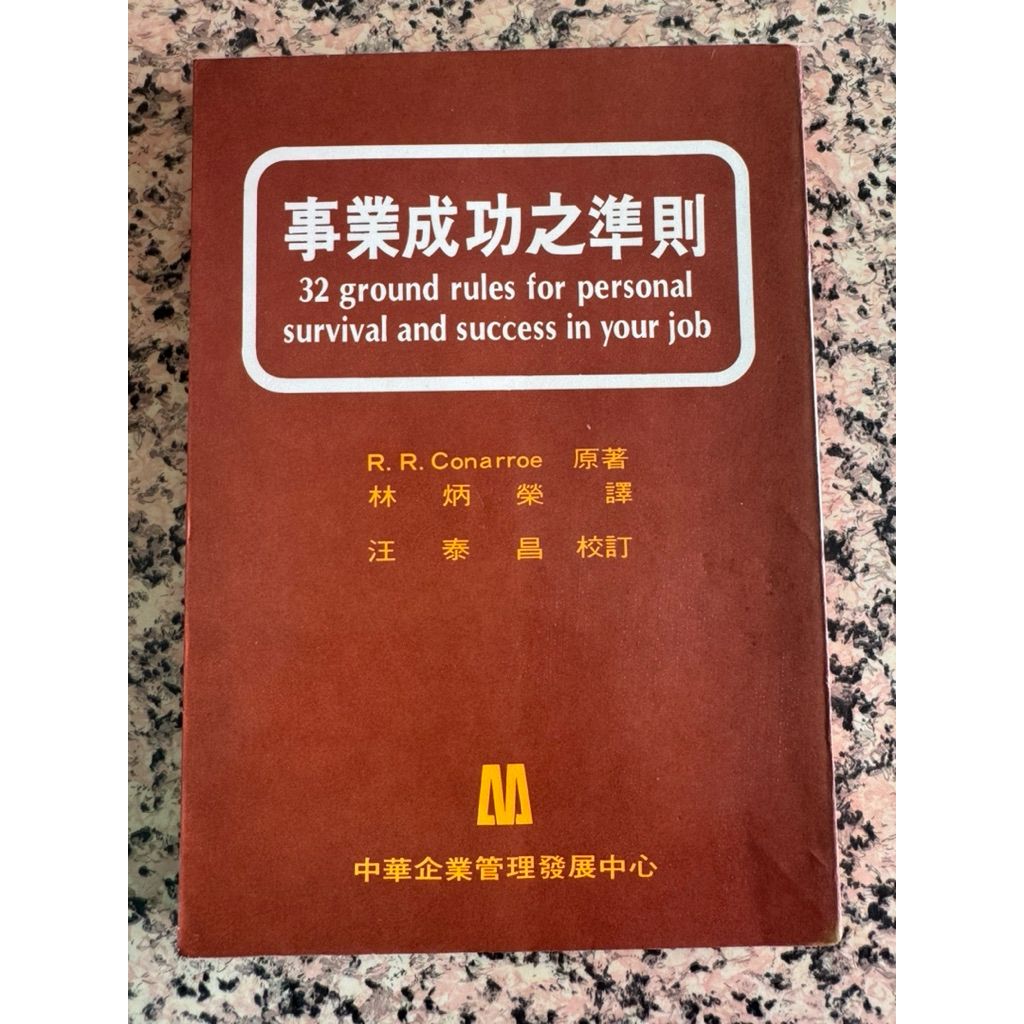 事業成功之準則
32 ground rules for personal
survival and success in your job
R. R. Conarroe 原著
林炳榮 譯
汪泰昌 校訂
中華企業管理發展中心